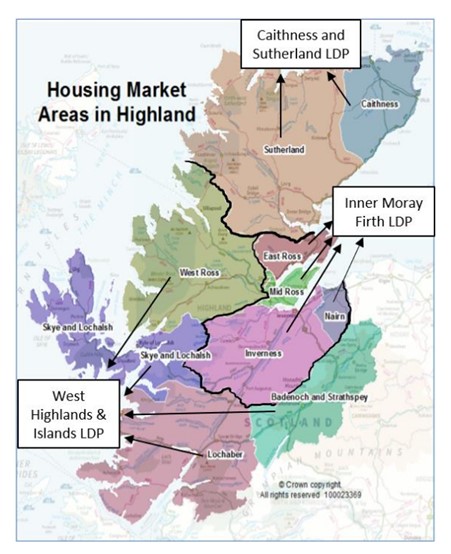 Caithness and
Sutherland LDP
Housing Market
Areas in Highland
Caithness
Sutherland
Inner Moray
Firth LDP
East Ross
West Ross
Mid Ross
HIGHLAND
Nairn
Skye and Lochalsh
Skye and Lochalsh
Inverness
West
Highlands &
Islands LDP
Badenoch and Strathspey
SCOTLAND
Lochaber
MOUNTAINS
© Crown copyright
All rights reserved 100023369